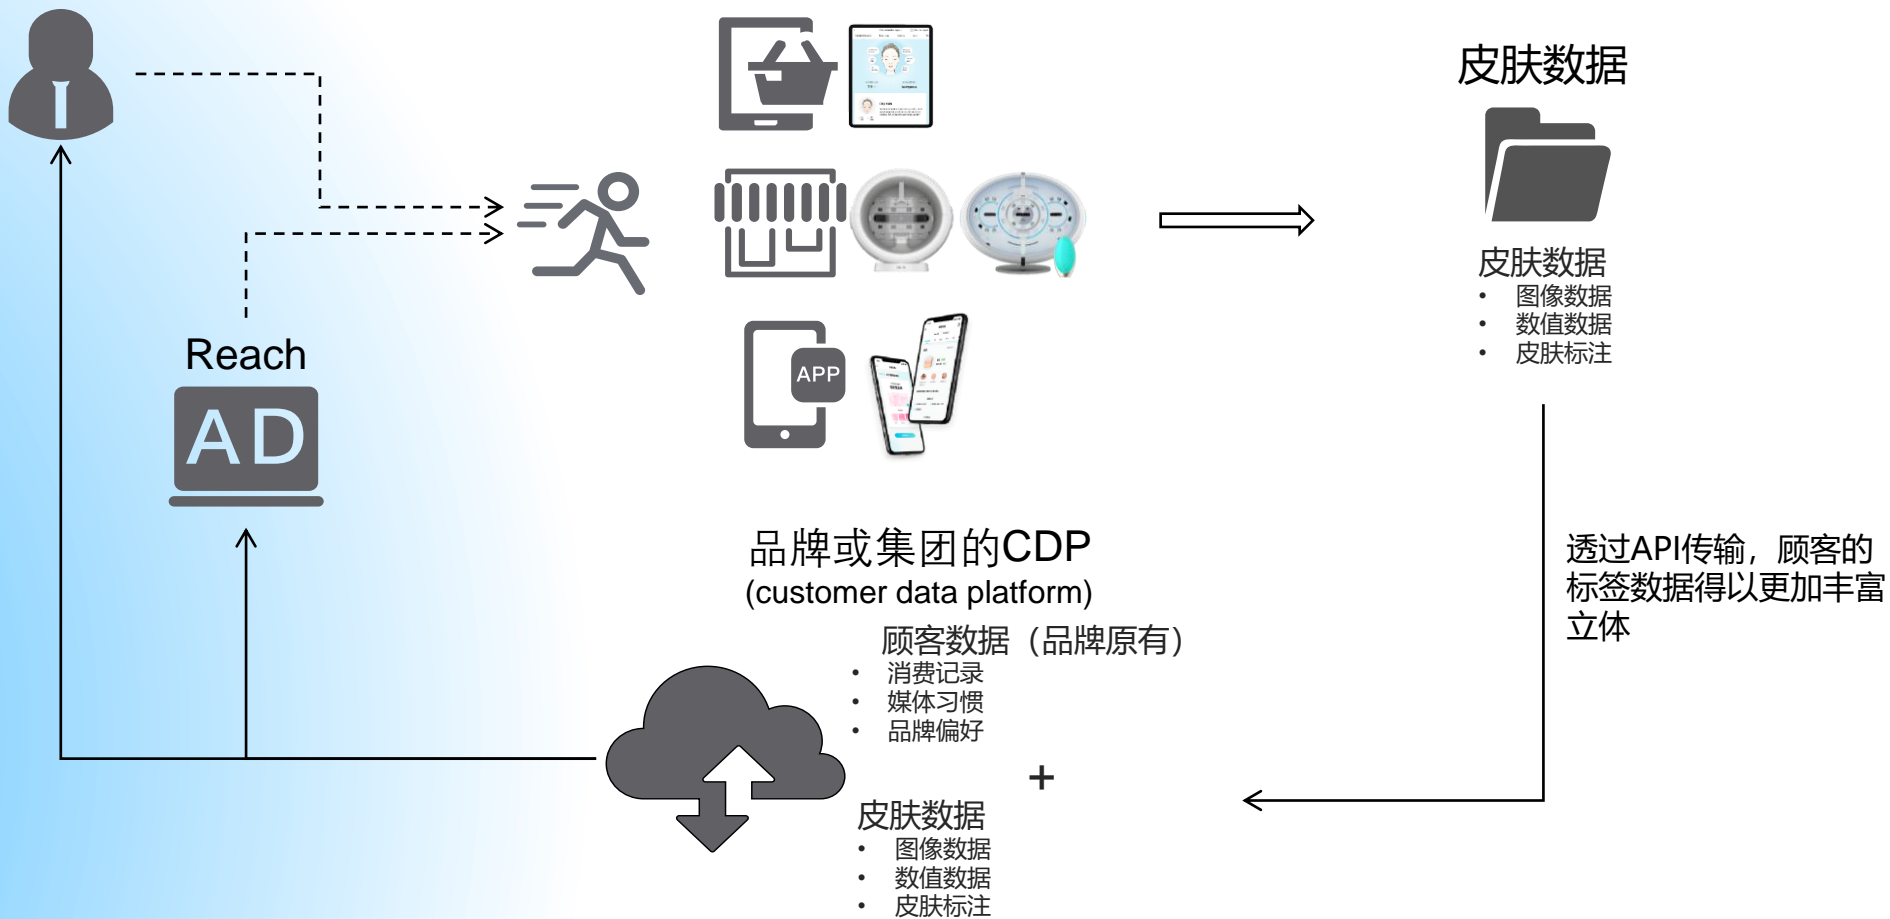 皮肤数据
皮肤数据
• 图像数据
• 数值数据
• 皮肤标注
Reach
AD
APP
品牌或集团的CDP
(customer data platform)
顾客数据（品牌原有）
• 消费记录
• 媒体习惯
• 品牌偏好
+
皮肤数据
• 图像数据
• 数值数据
• 皮肤标注
透过API传输，顾客的
标签数据得以更加丰富
立体